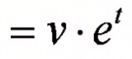 = v · e^t